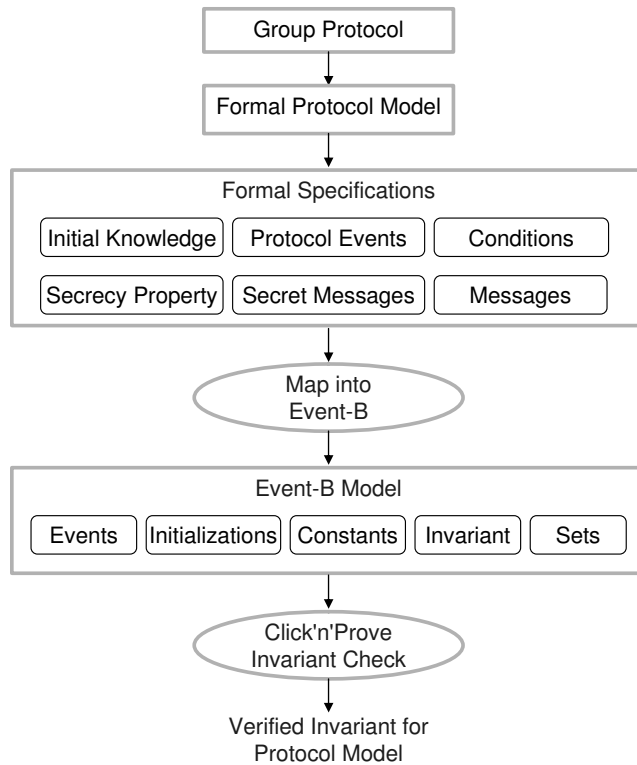 Group Protocol
Formal Protocol Model
Formal Specifications
Initial Knowledge
Protocol Events
Conditions
Secrecy Property
Secret Messages
Messages
Map into
Event-B
Event-B Model
Events
Initializations
Constants
Invariant
Sets
Click'n'Prove
Invariant Check
Verified Invariant for
Protocol Model